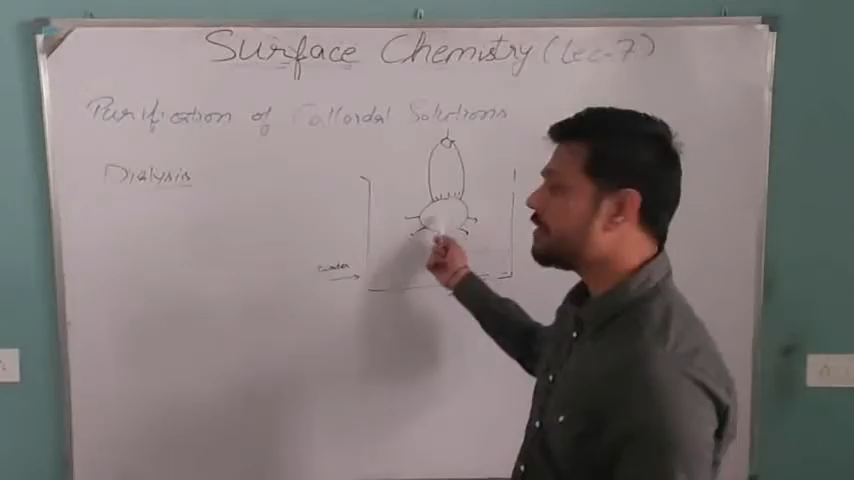 Surface Chemistry (Lec-7)
Purification of Colloidal Solutions
Dialysis
water